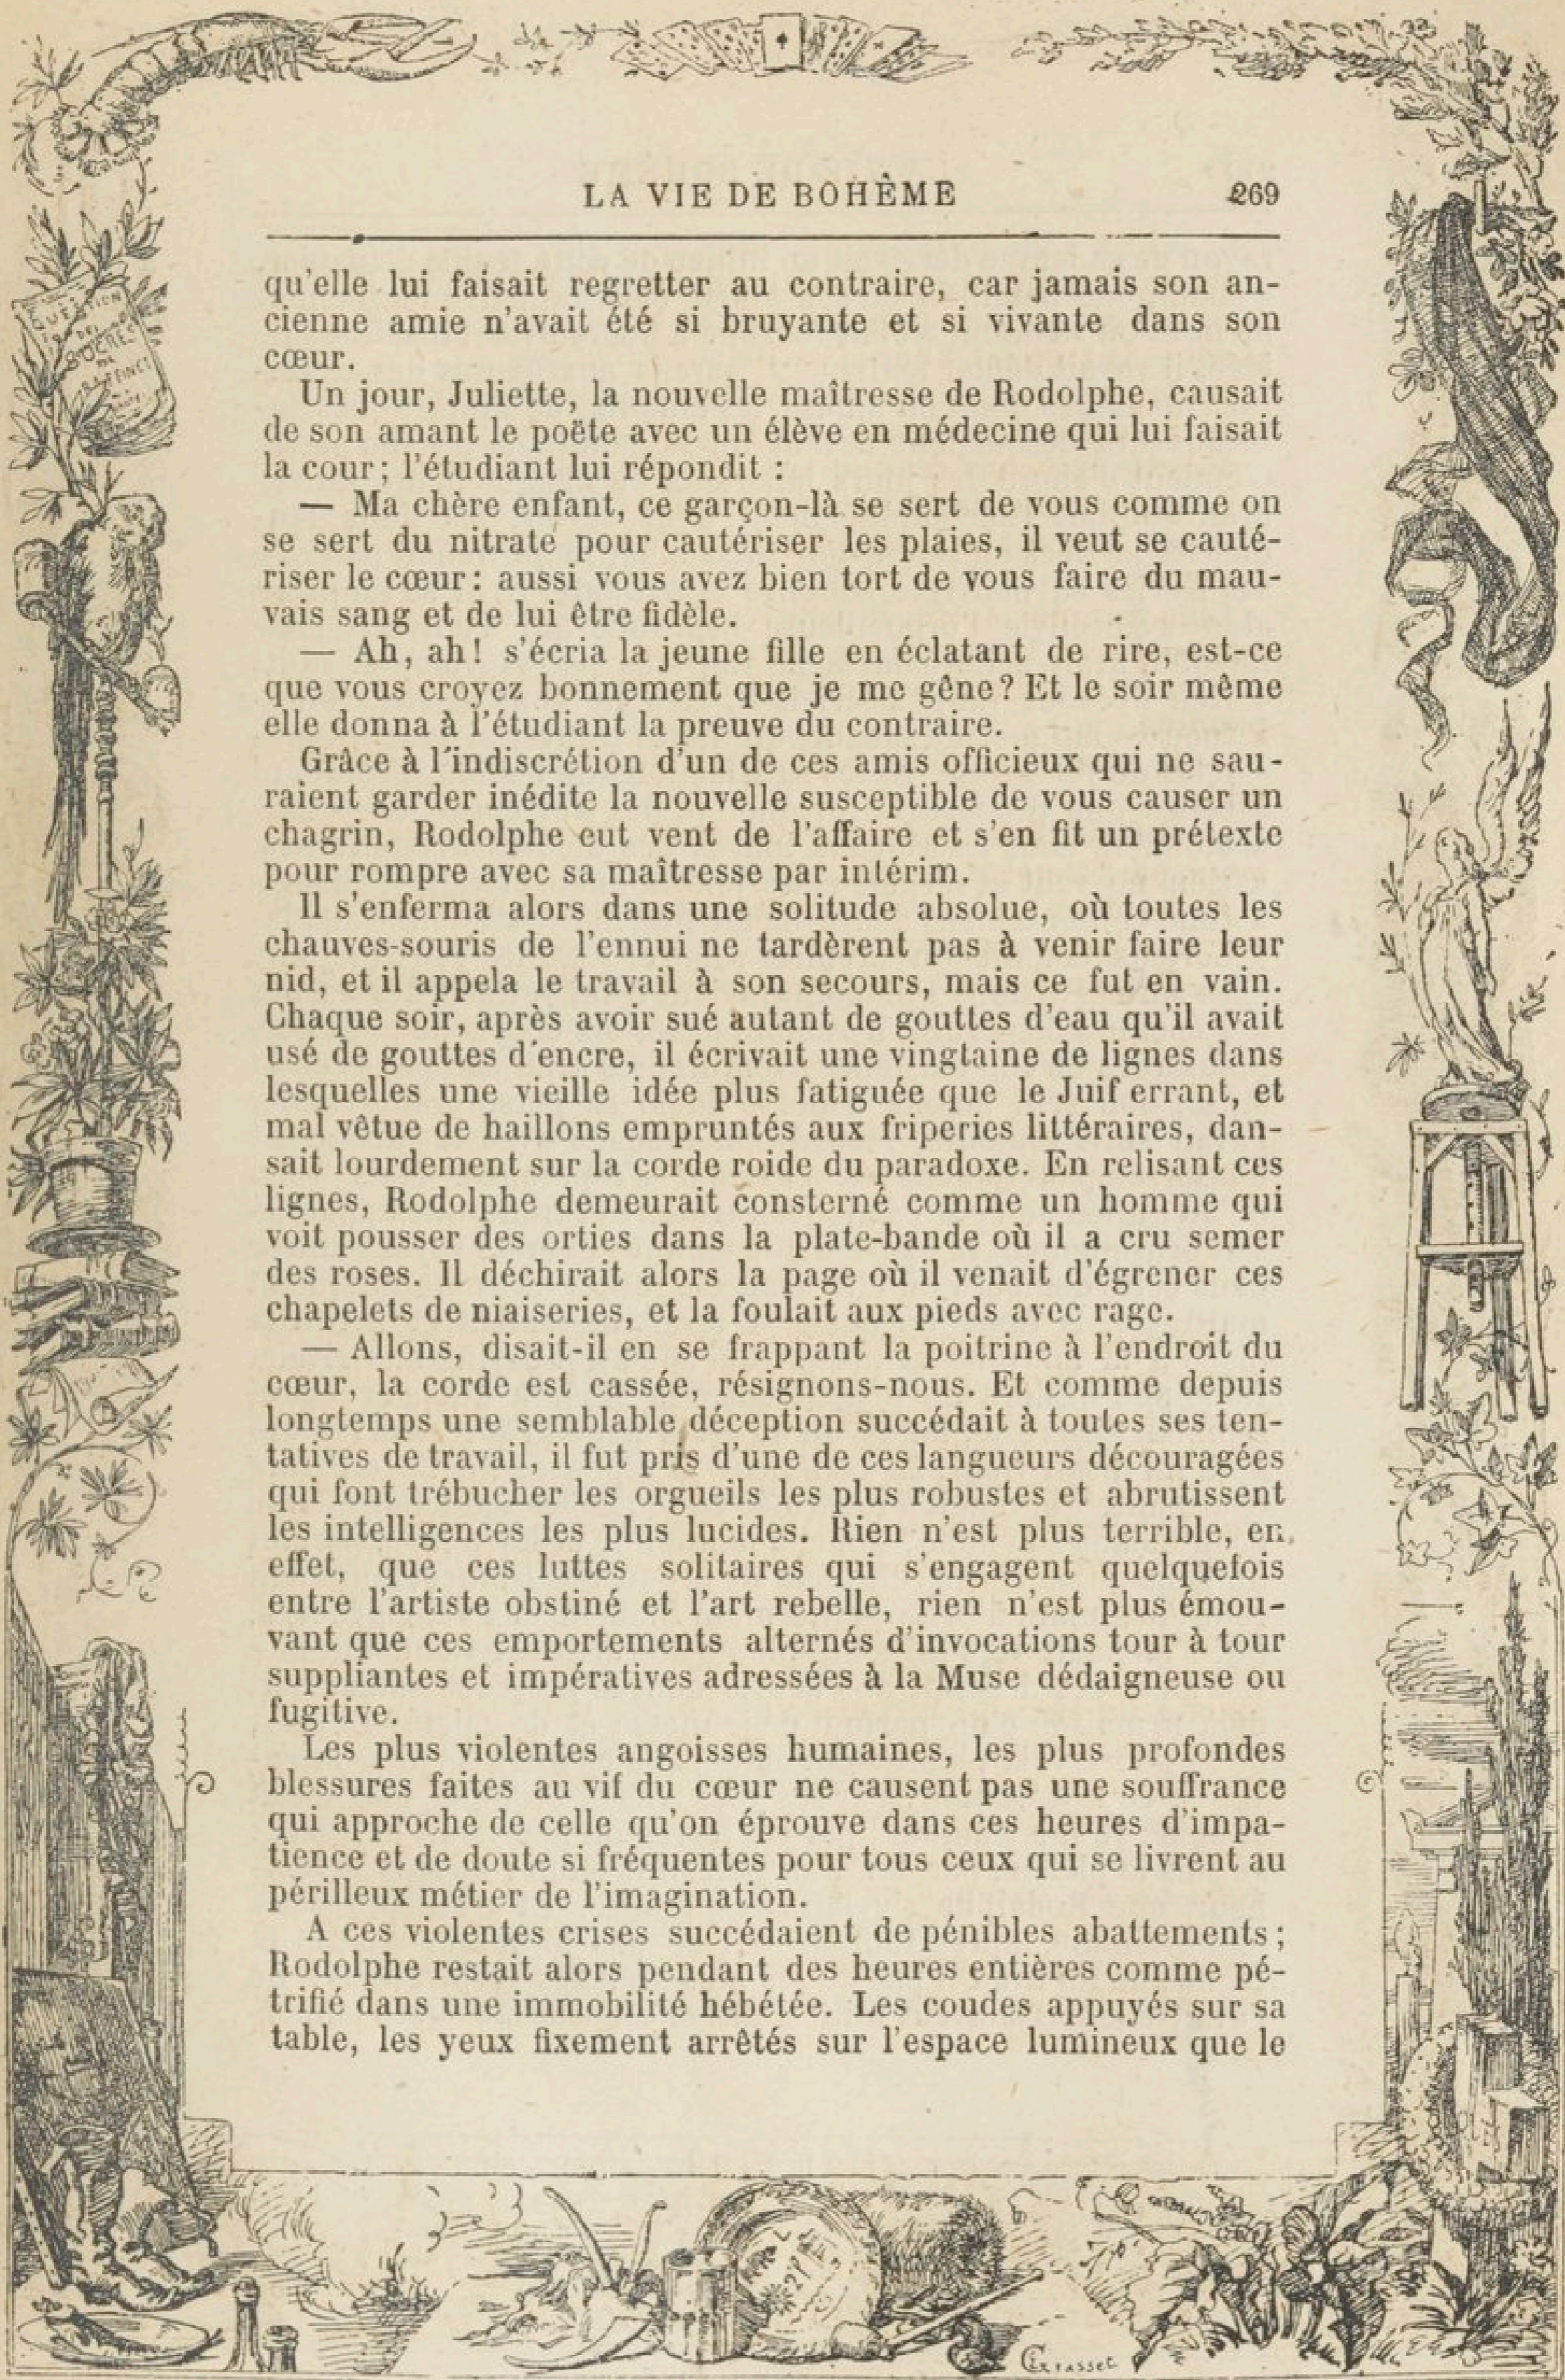 LA VIE DE BOHÊME 269
qu'elle lui faisait regretter au contraire, car jamais son an-
cienne amie n'avait été si bruyante et si vivante dans son
cœur.
Un jour, Juliette, la nouvelle maîtresse de Rodolphe, causait
de son amant le poëte avec un élève en médecine qui lui faisait
la cour; l'étudiant lui répondit :
— Ma chère enfant, ce garçon-là se sert de vous comme on
se sert du nitrate pour cautériser les plaies, il veut se cauté-
riser le cœur: aussi vous avez bien tort de vous faire du mau-
vais sang et de lui être fidèle.
— Ah, ah! s'écria la jeune fille en éclatant de rire, est-ce
que vous croyez bonnement que je me gêne? Et le soir même
elle donna à l'étudiant la preuve du contraire.
Grâce à l'indiscrétion d'un de ces amis officieux qui ne sau-
raient garder inédite la nouvelle susceptible de vous causer un
chagrin, Rodolphe eut vent de l'affaire et s'en fit un prétexte
pour rompre avec sa maîtresse par intérim.
Il s'enferma alors dans une solitude absolue, où toutes les
chauves-souris de l'ennui ne tardèrent pas à venir faire leur
nid, et il appela le travail à son secours, mais ce fut en vain.
Chaque soir, après avoir sué autant de gouttes d'eau qu'il avait
usé de gouttes d'encre, il écrivait une vingtaine de lignes dans
lesquelles une vieille idée plus fatiguée que le Juif errant, et
mal vêtue de haillons empruntés aux friperies littéraires, dan-
sait lourdement sur la corde roide du paradoxe. En relisant ces
lignes, Rodolphe demeurait consterné comme un homme qui
voit pousser des orties dans la plate-bande où il a cru semer
des roses. Il déchirait alors la page où il venait d'égrener ces
chapelets de niaiseries, et la foulait aux pieds avec rage.
— Allons, disait-il en se frappant la poitrine à l'endroit du
cœur, la corde est cassée, résignons-nous. Et comme depuis
longtemps une semblable déception succédait à toutes ses ten-
tatives de travail, il fut pris d'une de ces langueurs découragées
qui font trébucher les orgueils les plus robustes et abrutissent
les intelligences les plus lucides. Rien n'est plus terrible, en
effet, que ces luttes solitaires qui s'engagent quelquefois
entre l'artiste obstiné et l'art rebelle, rien n'est plus émou-
vant que ces emportements alternés d'invocations tour à tour
suppliantes et impératives adressées à la Muse dédaigneuse ou
fugitive.
Les plus violentes angoisses humaines, les plus profondes
blessures faites au vif du cœur ne causent pas une souffrance
qui approche de celle qu'on éprouve dans ces heures d'impa-
tience et de doute si fréquentes pour tous ceux qui se livrent au
périlleux métier de l'imagination.
A ces violentes crises succédaient de pénibles abattements;
Rodolphe restait alors pendant des heures entières comme pé-
trifié dans une immobilité hébétée. Les coudes appuyés sur sa
table, les yeux fixement arrêtés sur l'espace lumineux que le
Grasset